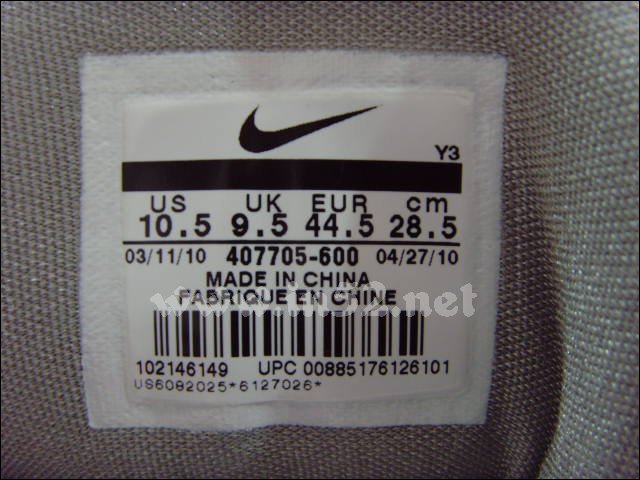 Y3
US UK EUR cm
10.5 9.5 44.5 28.5
03/11/10 407705-600 04/27/10
MADE IN CHINA
FABRIQUE EN CHINE
102146149 UPC 00885176126101
US6082025*6127026*